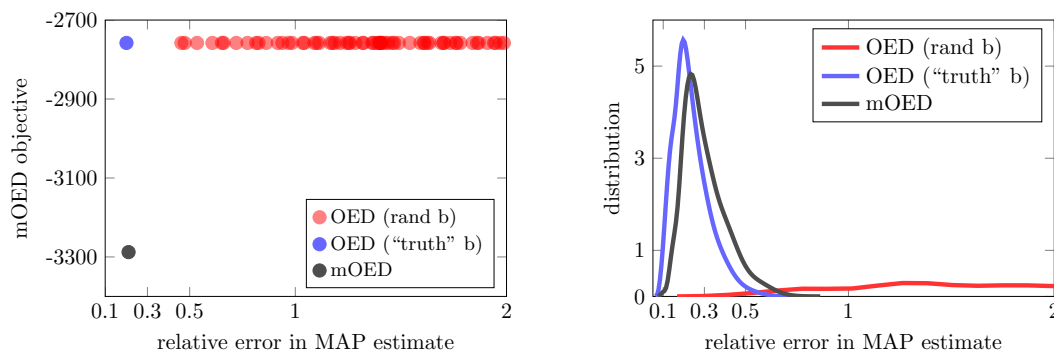 -2700
-2900
-3100
-3300
mOED objective
0.1 0.3 0.5 1 2
relative error in MAP estimate
OED (rand b)
OED (“truth” b)
mOED
5
3
1
0
distribution
0.1 0.3 0.5 1 2
relative error in MAP estimate
OED (rand b)
OED (“truth” b)
mOED